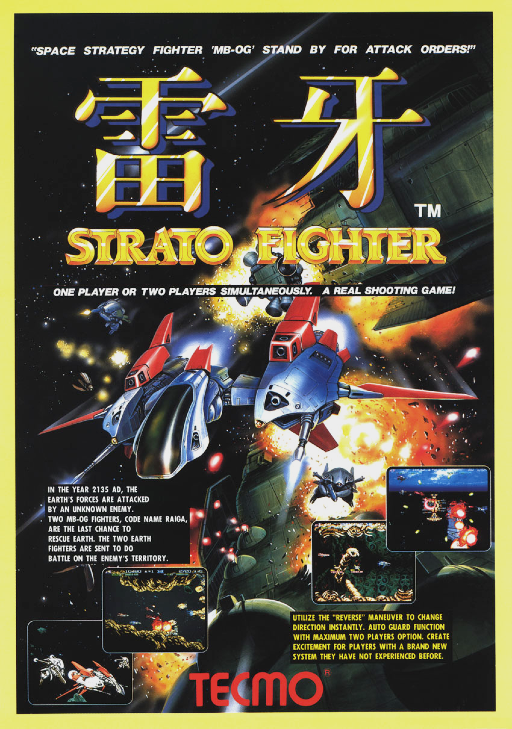 "SPACE STRATEGY FIGHTER 'MB-OG' STAND BY FOR ATTACK ORDERS!"
雷牙
TM
STRATO FIGHTER
ONE PLAYER OR TWO PLAYERS SIMULTANEOUSLY. A REAL SHOOTING GAME!
IN THE YEAR 2135 AD, THE
EARTH'S FORCES ARE ATTACKED
BY AN UNKNOWN ENEMY.
TWO MB-OG FIGHTERS, CODE NAME RAIGA,
ARE THE LAST CHANCE TO
RESCUE EARTH. THE TWO EARTH
FIGHTERS ARE SENT TO DO
BATTLE ON THE ENEMY'S TERRITORY.
UTILIZE THE "REVERSE" MANEUVER TO CHANGE
DIRECTION INSTANTLY. AUTO GUARD FUNCTION
WITH MAXIMUM TWO PLAYERS OPTION. CREATE
EXCITEMENT FOR PLAYERS WITH A BRAND NEW
SYSTEM THEY HAVE NOT EXPERIENCED BEFORE.
TECMO®